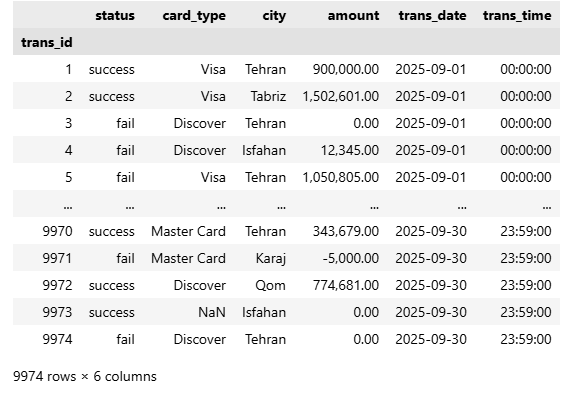 status card_type city amount trans_date trans_time
trans_id
1 success Visa Tehran 900,000.00 2025-09-01 00:00:00
2 success Visa Tabriz 1,502,601.00 2025-09-01 00:00:00
3 fail Discover Tehran 0.00 2025-09-01 00:00:00
4 fail Discover Isfahan 12,345.00 2025-09-01 00:00:00
5 fail Visa Tehran 1,050,805.00 2025-09-01 00:00:00
... ... ... ... ... ... ...
9970 success Master Card Tehran 343,679.00 2025-09-30 23:59:00
9971 fail Master Card Karaj -5,000.00 2025-09-30 23:59:00
9972 success Discover Qom 774,681.00 2025-09-30 23:59:00
9973 success NaN Isfahan 0.00 2025-09-30 23:59:00
9974 fail Discover Tehran 0.00 2025-09-30 23:59:00
9974 rows × 6 columns